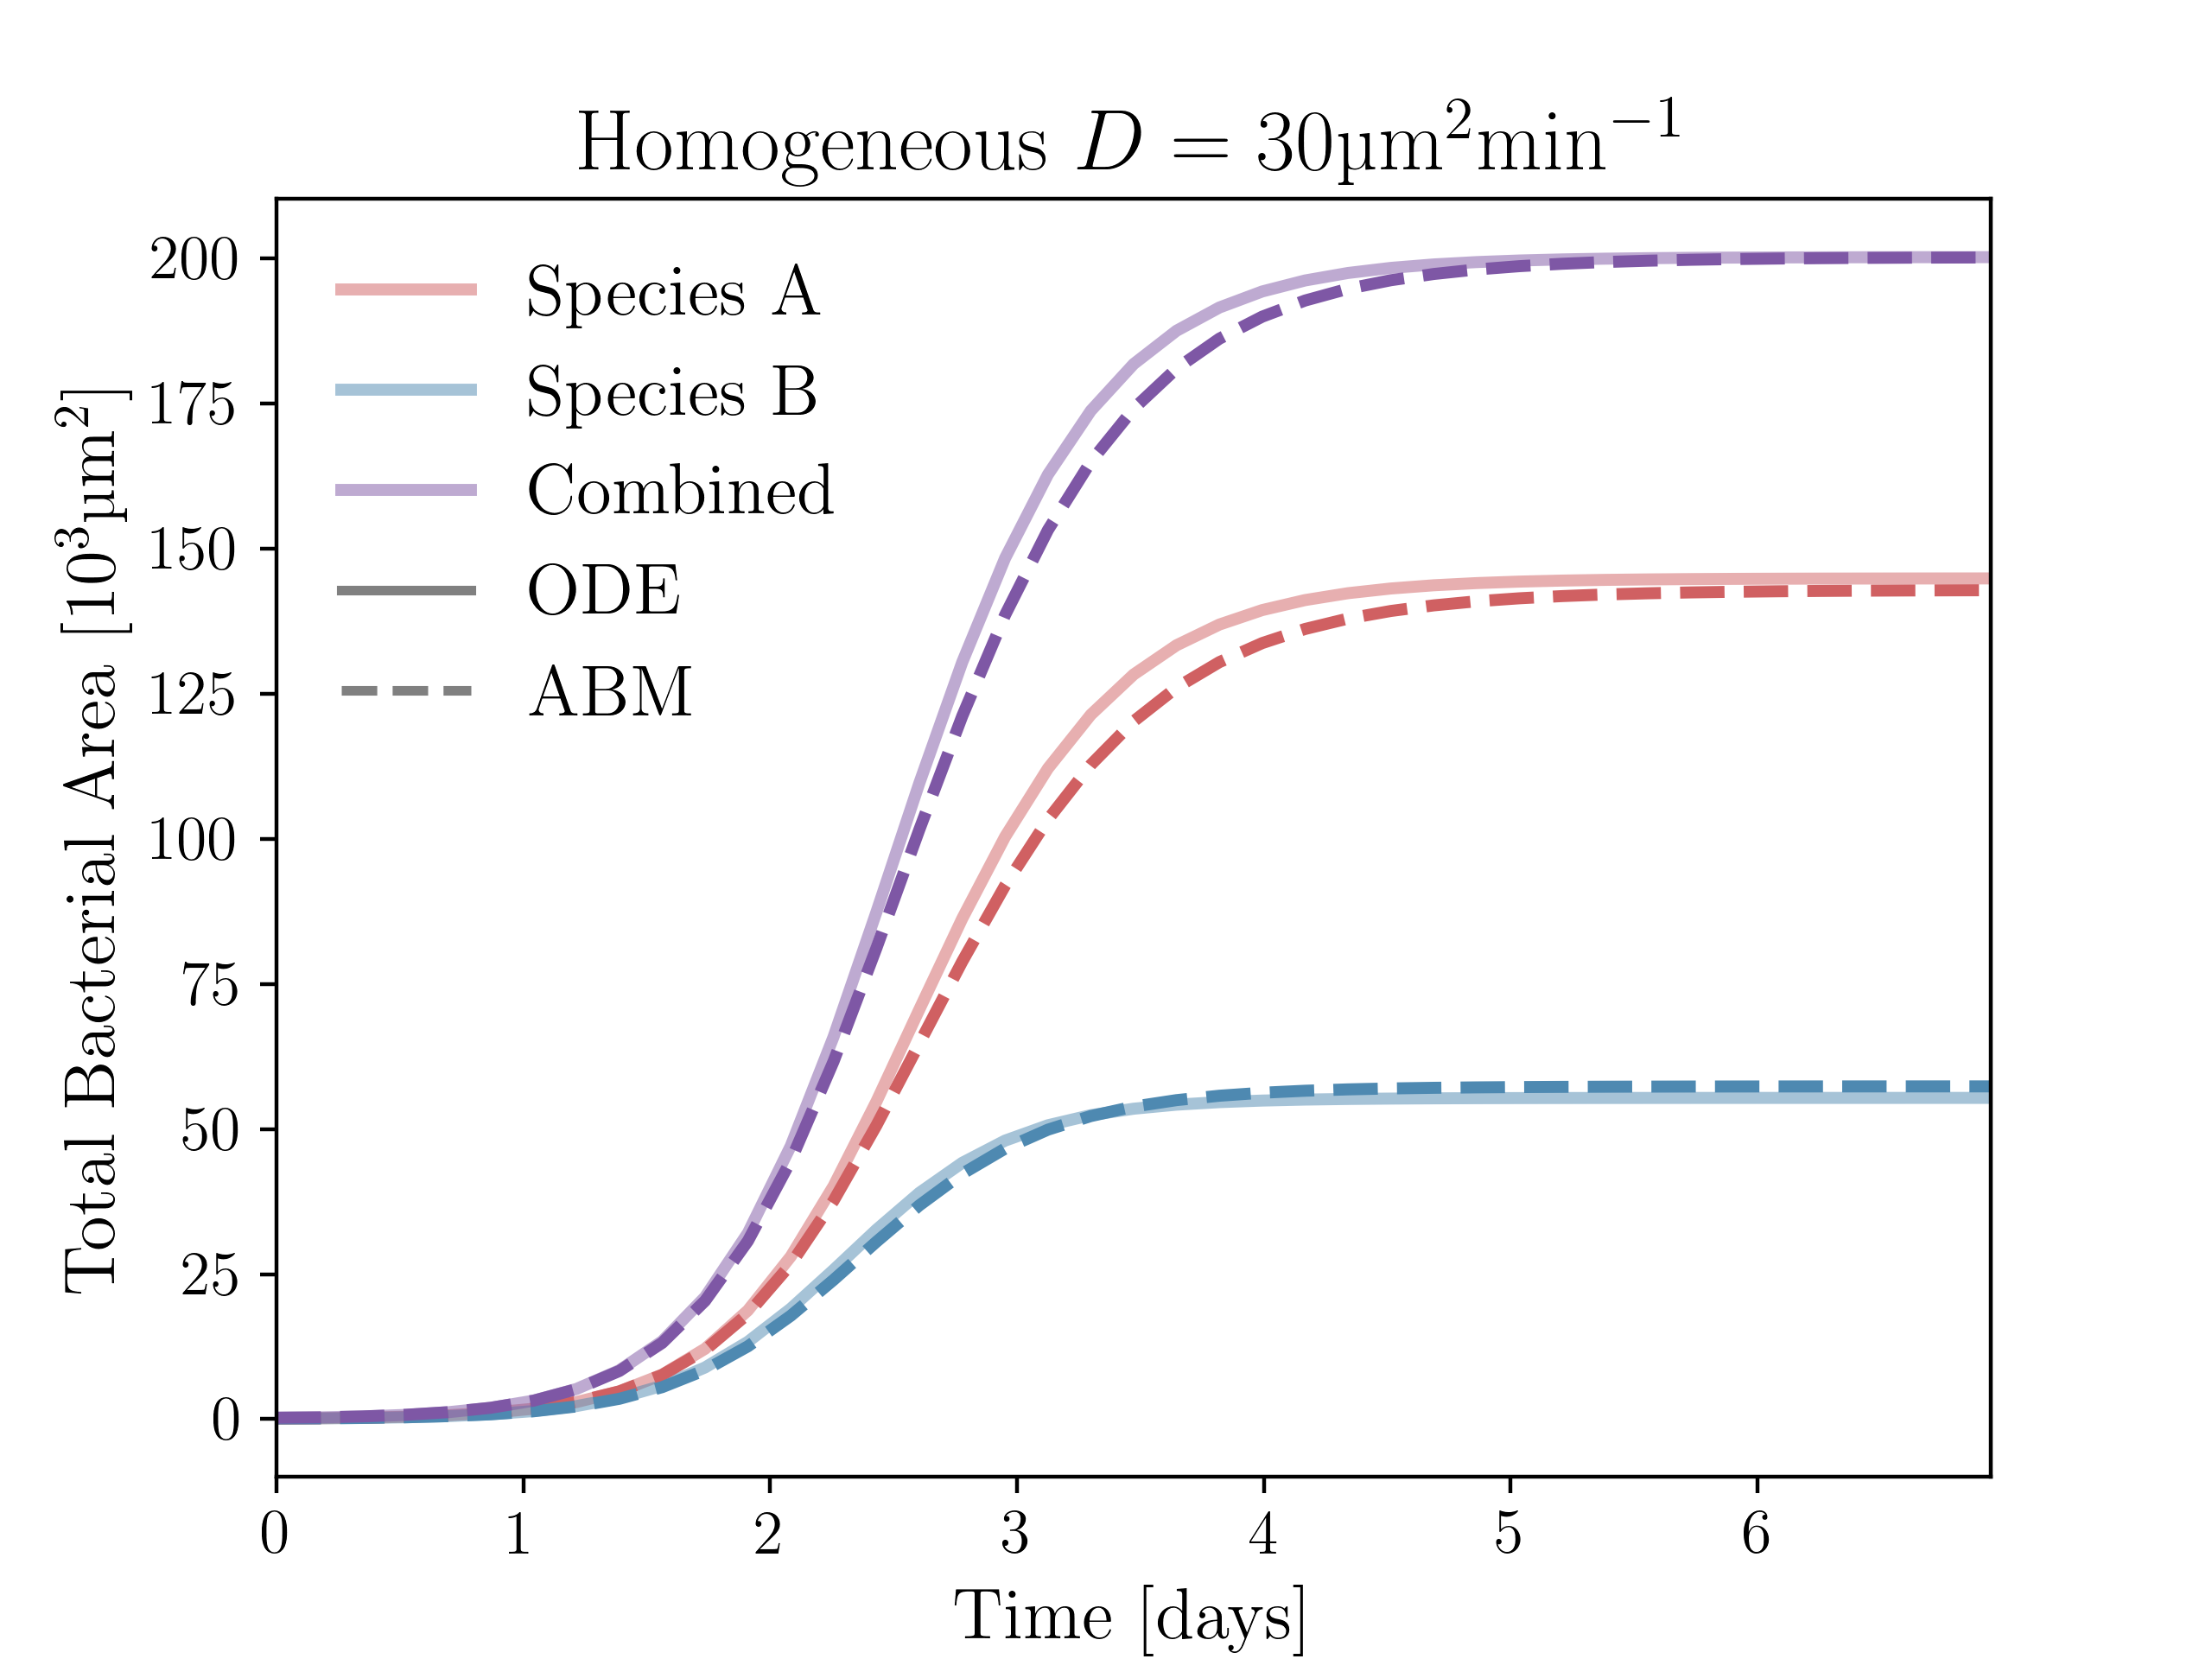 Homogeneous D = 30µm²min⁻¹
Total Bacterial Area [10³µm²]
200
175
150
125
100
75
50
25
0
Species A
Species B
Combined
ODE
ABM
0 1 2 3 4 5 6
Time [days]